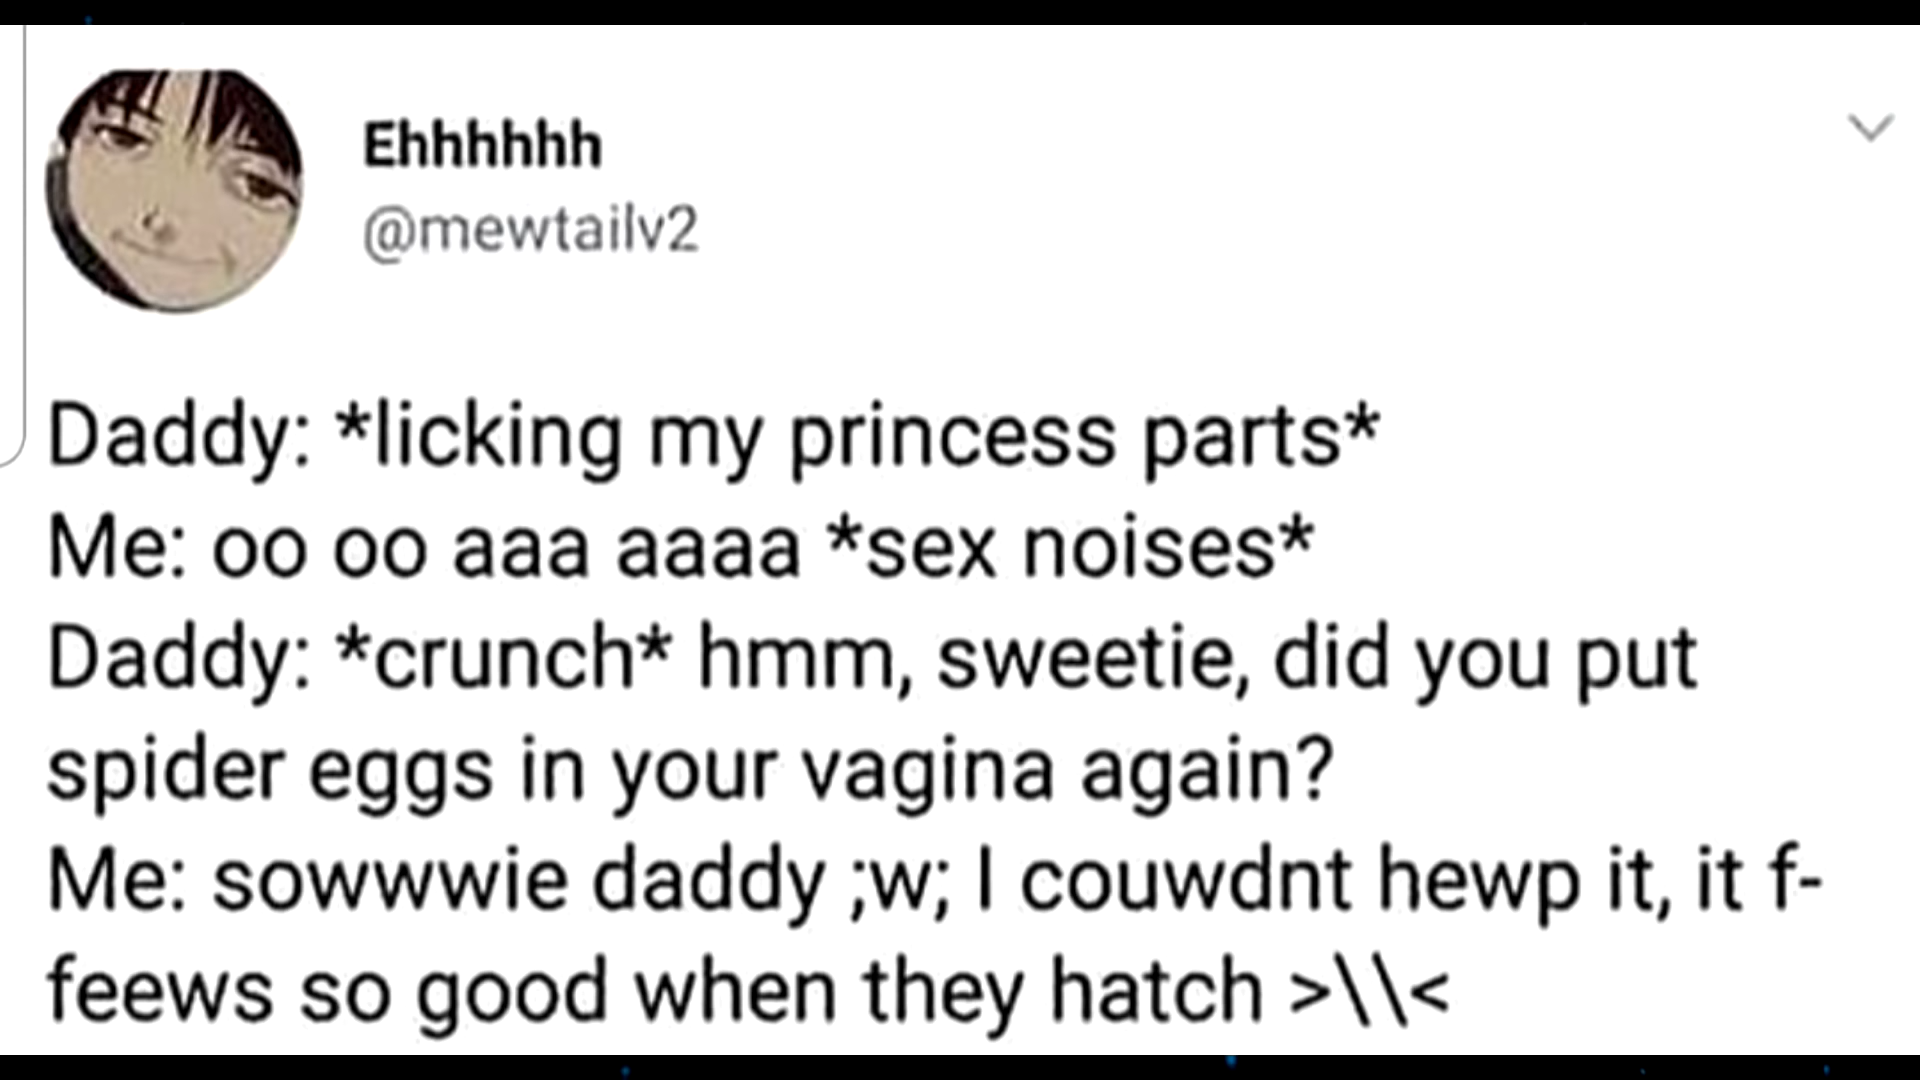 Ehhhhhh
@mewtailv2
Daddy: *licking my princess parts*
Me: oo oo aaa aaaa *sex noises*
Daddy: *crunch* hmm, sweetie, did you put
spider eggs in your vagina again?
Me: sowwwie daddy ;w; I couwdnt hewp it, it f-
feews so good when they hatch >\\<